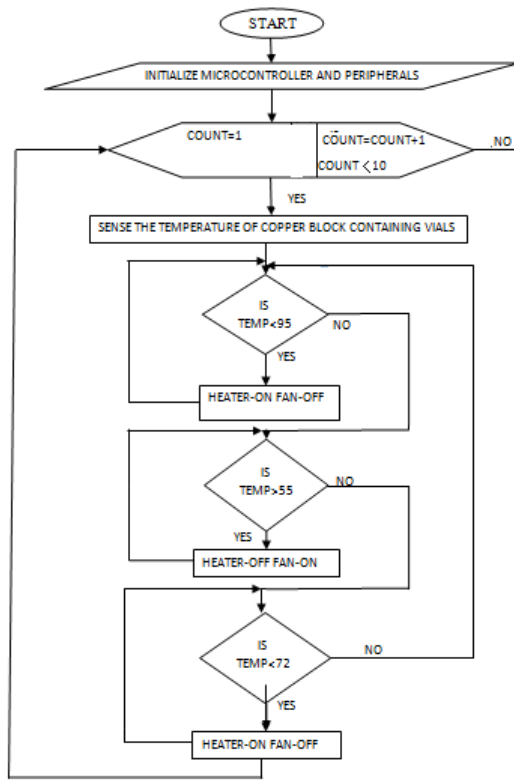 START
INITIALIZE MICROCONTROLLER AND PERIPHERALS
COUNT=1
COUNT=COUNT+1
COUNT <10
NO
YES
SENSE THE TEMPERATURE OF COPPER BLOCK CONTAINING VIALS
IS
TEMP<95
NO
YES
HEATER-ON FAN-OFF
IS
TEMP>55
NO
YES
HEATER-OFF FAN-ON
IS
TEMP<72
NO
YES
HEATER-ON FAN-OFF